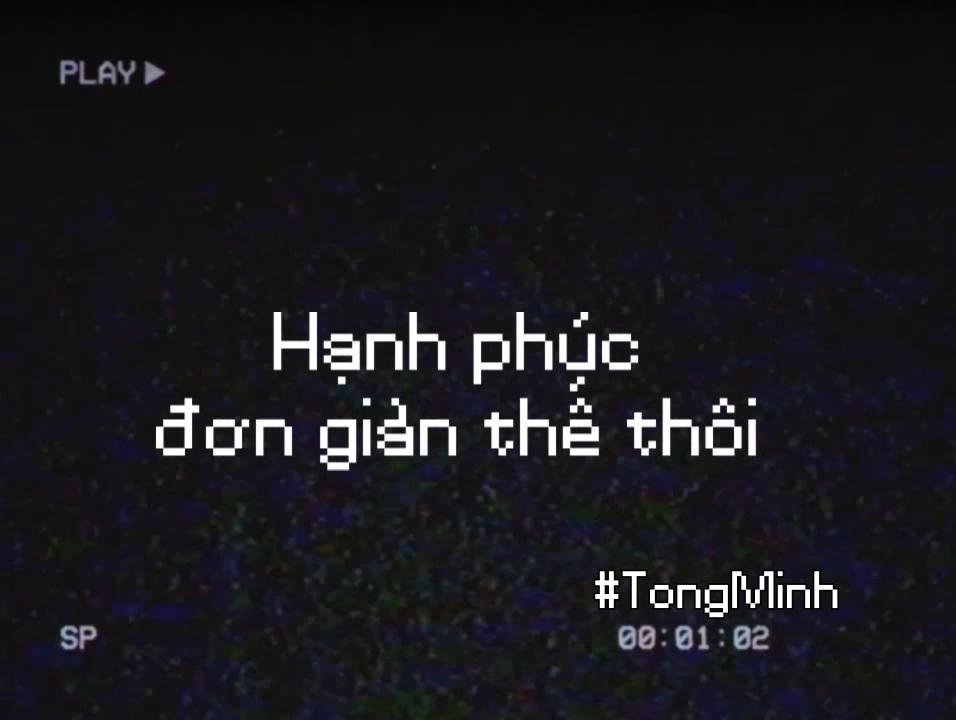 PLAY
Hạnh phúc
đơn giản thế thôi
#TongMinh
SP
00:01:02